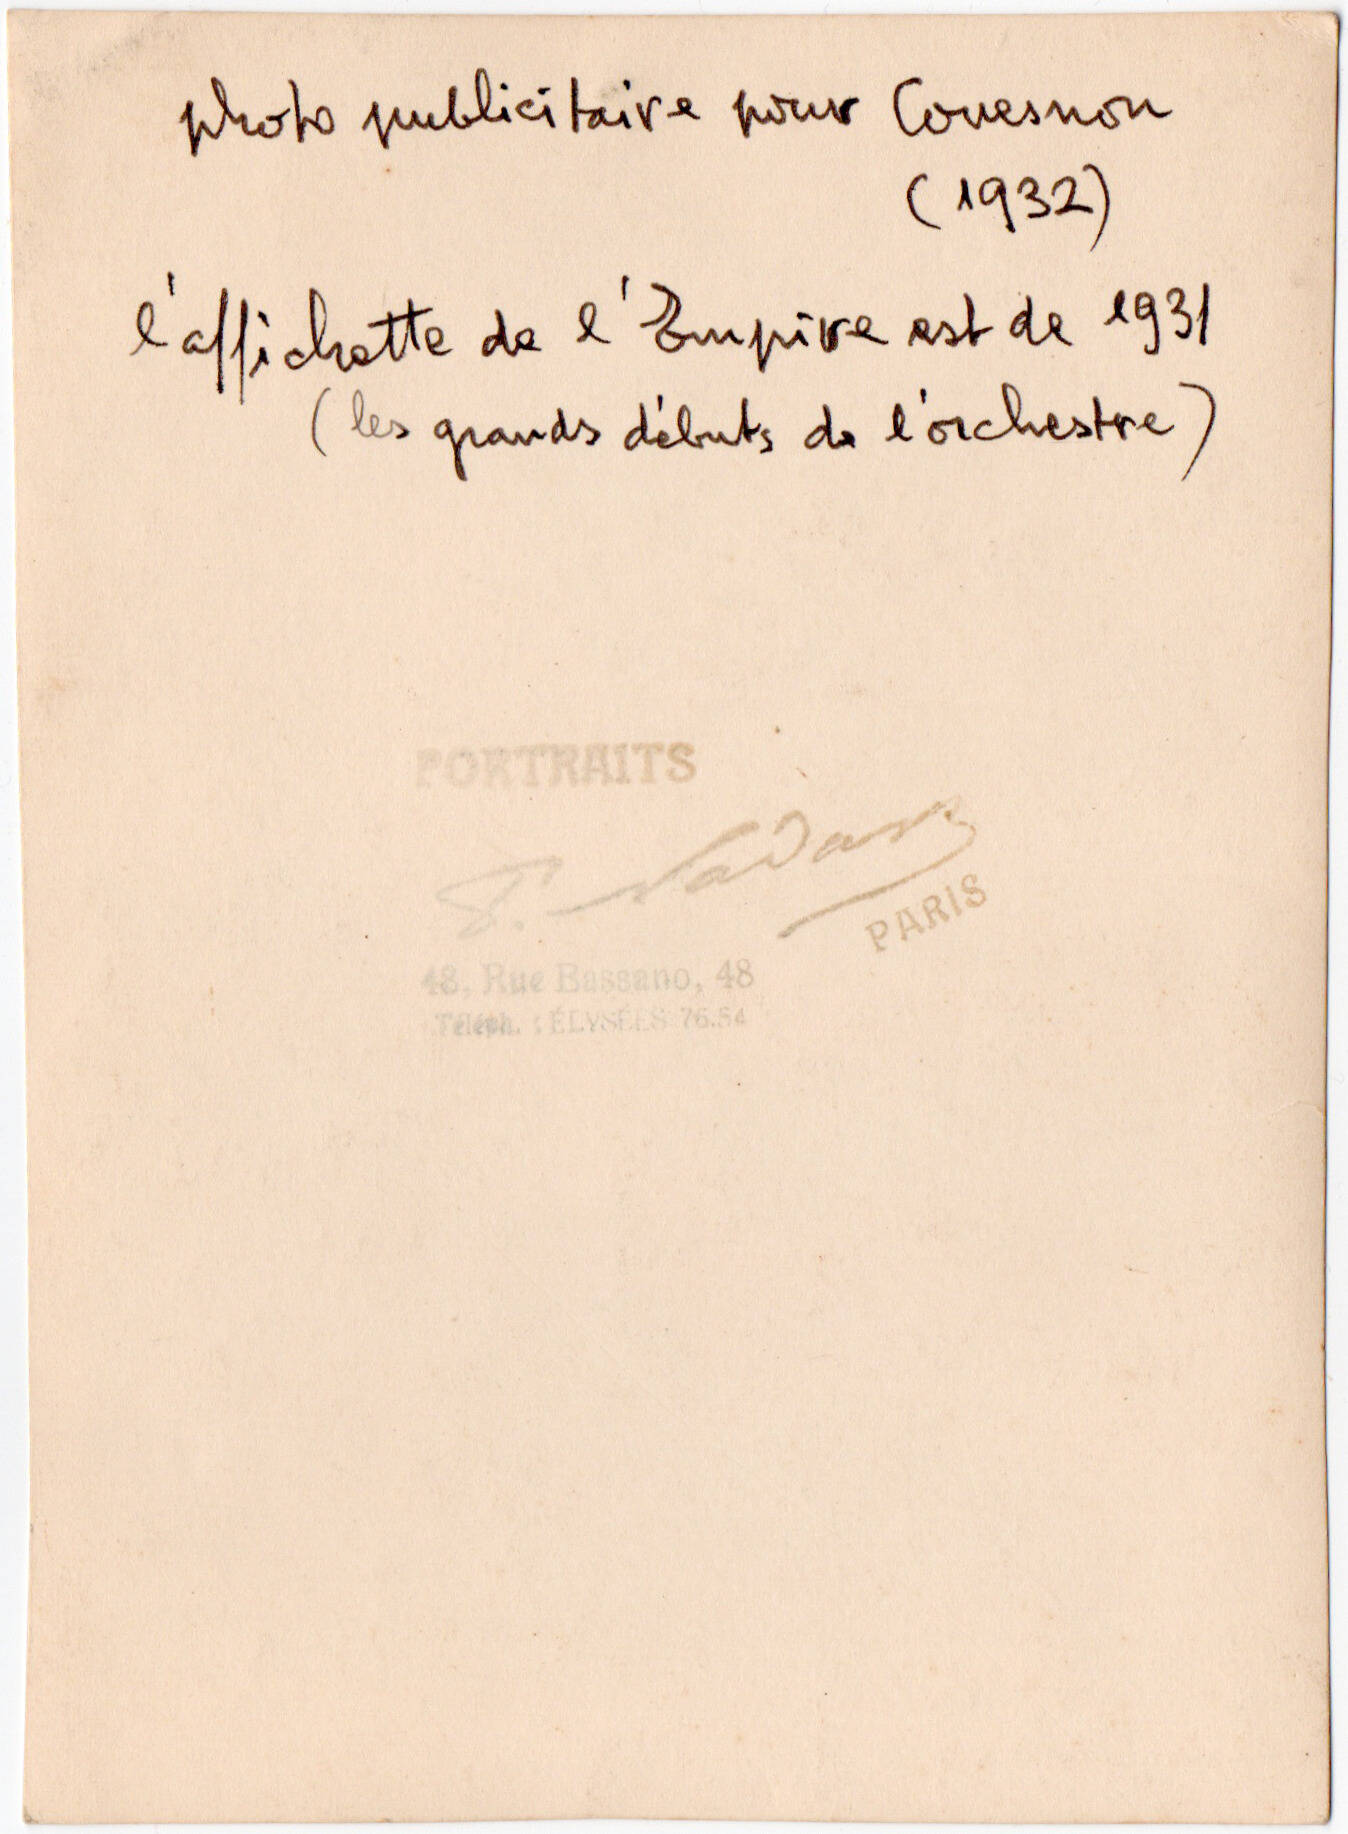 photo publicitaire pour Couesnon
(1932)
l'affichette de l'Empire est de 1931
(les grands débuts de l'orchestre)
PORTRAITS
P. Nadar
PARIS
48, Rue Bassano, 48
Téléph. : ÉLYSÉES 76.54